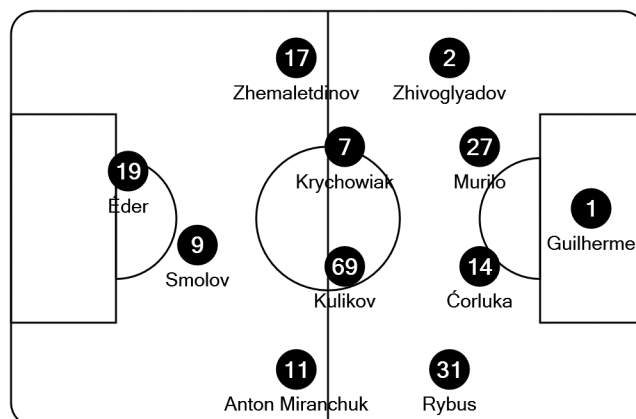 17
Zhemaletdinov
2
Zhivoglyadov
7
Krychowiak
27
Murilo
19
Éder
1
Guilherme
9
Smolov
69
Kulikov
14
Ćorluka
11
Anton Miranchuk
31
Rybus